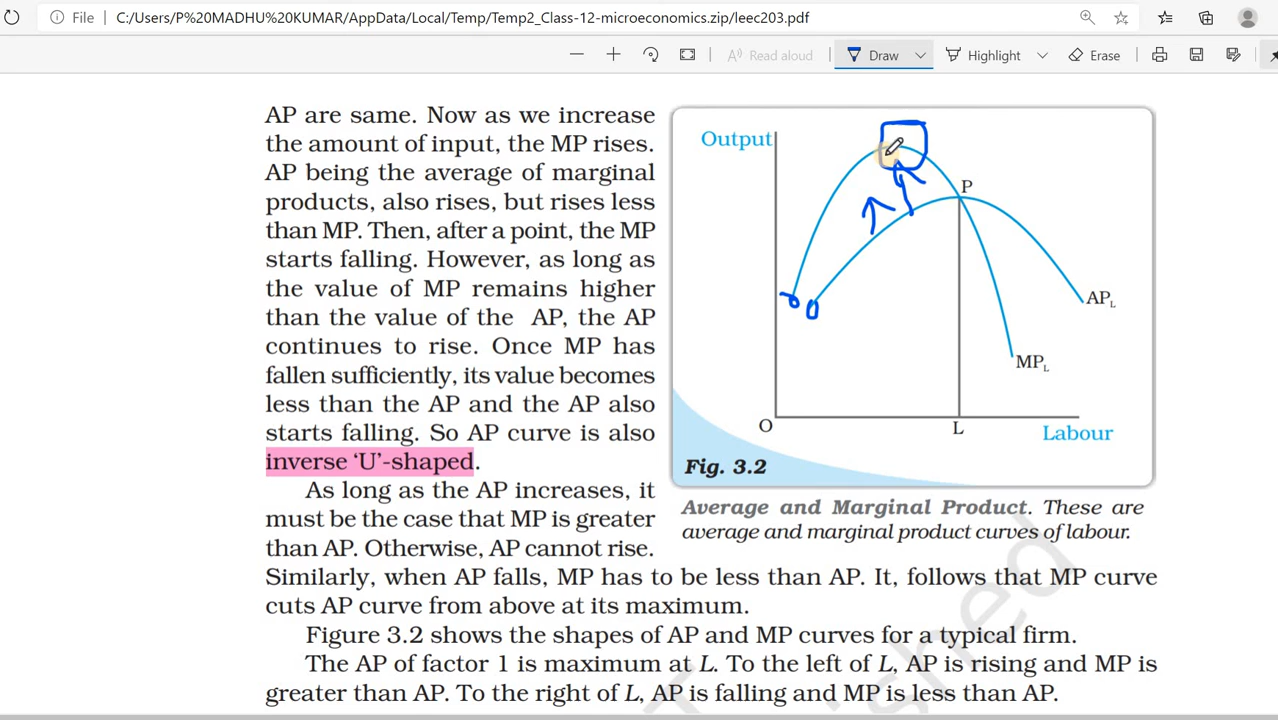 File C:/Users/P%20MADHU%20KUMAR/AppData/Local/Temp/Temp2_Class-12-microeconomics.zip/leec203.pdf
Read aloud Draw Highlight Erase
AP are same. Now as we increase
the amount of input, the MP rises.
AP being the average of marginal
products, also rises, but rises less
than MP. Then, after a point, the MP
starts falling. However, as long as
the value of MP remains higher
than the value of the AP, the AP
continues to rise. Once MP has
fallen sufficiently, its value becomes
less than the AP and the AP also
starts falling. So AP curve is also
inverse ‘U’-shaped.
As long as the AP increases, it
must be the case that MP is greater
than AP. Otherwise, AP cannot rise.
Similarly, when AP falls, MP has to be less than AP. It, follows that MP curve
cuts AP curve from above at its maximum.
Figure 3.2 shows the shapes of AP and MP curves for a typical firm.
The AP of factor 1 is maximum at L. To the left of L, AP is rising and MP is
greater than AP. To the right of L, AP is falling and MP is less than AP.
Output
P
APL
MPL
O
L
Labour
Fig. 3.2
Average and Marginal Product. These are
average and marginal product curves of labour.